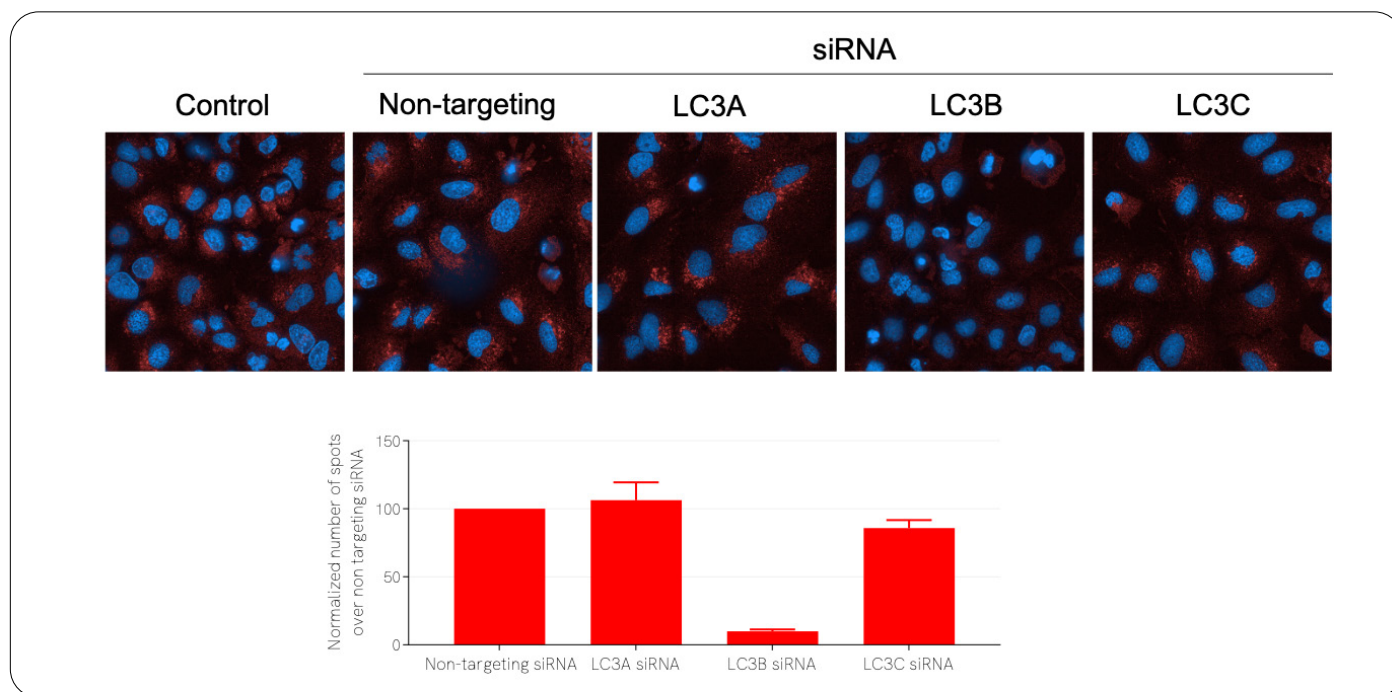 siRNA
Control
Non-targeting
LC3A
LC3B
LC3C
Normalized number of spots
over non targeting siRNA
150
100
50
0
Non-targeting siRNA
LC3A siRNA
LC3B siRNA
LC3C siRNA